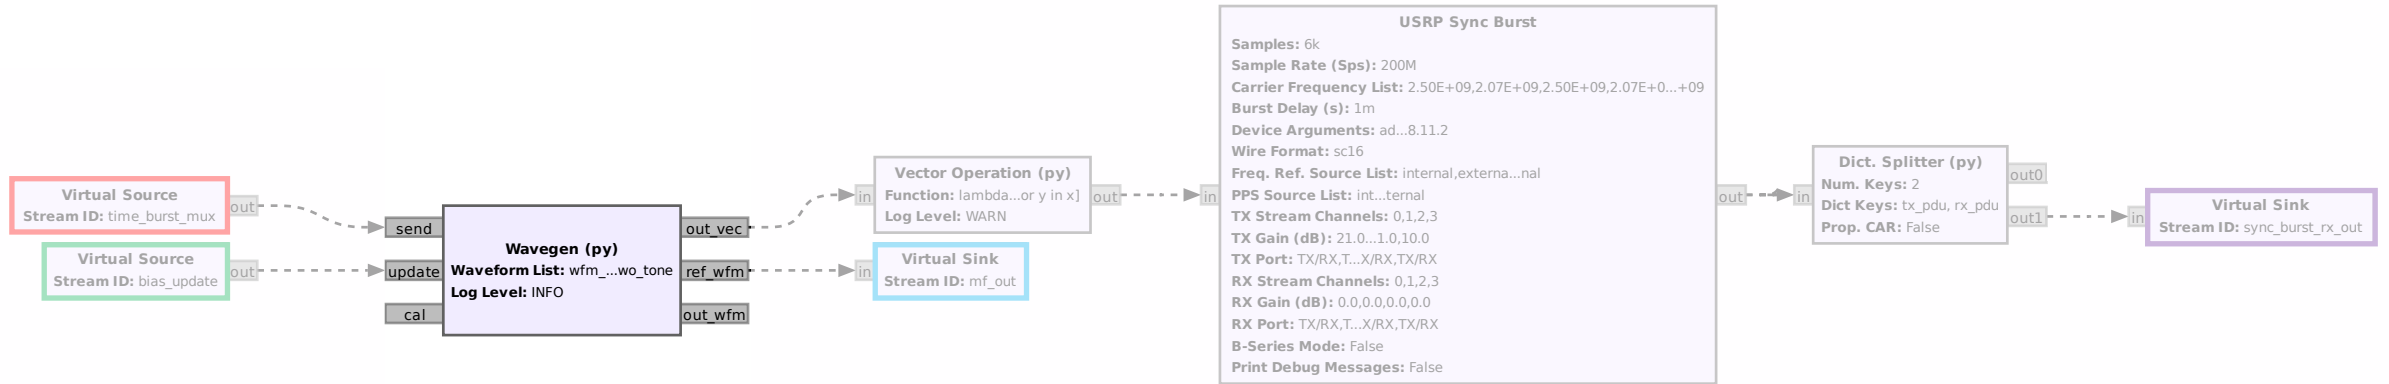 Virtual Source
Stream ID: time_burst_mux
out
Virtual Source
Stream ID: bias_update
out
send
update
cal
Wavegen (py)
Waveform List: wfm_...wo_tone
Log Level: INFO
out_vec
ref_wfm
out_wfm
in
Vector Operation (py)
Function: lambda...or y in x]
Log Level: WARN
out
in
Virtual Sink
Stream ID: mf_out
in
USRP Sync Burst
Samples: 6k
Sample Rate (Sps): 200M
Carrier Frequency List: 2.50E+09,2.07E+09,2.50E+09,2.07E+0...+09
Burst Delay (s): 1m
Device Arguments: ad...8.11.2
Wire Format: sc16
Freq. Ref. Source List: internal,externa...nal
PPS Source List: int...ternal
TX Stream Channels: 0,1,2,3
TX Gain (dB): 21.0...1.0,10.0
TX Port: TX/RX,T...X/RX,TX/RX
RX Stream Channels: 0,1,2,3
RX Gain (dB): 0.0,0.0,0.0,0.0
RX Port: TX/RX,T...X/RX,TX/RX
B-Series Mode: False
Print Debug Messages: False
out
in
Dict. Splitter (py)
Num. Keys: 2
Dict Keys: tx_pdu, rx_pdu
Prop. CAR: False
out0
out1
in
Virtual Sink
Stream ID: sync_burst_rx_out